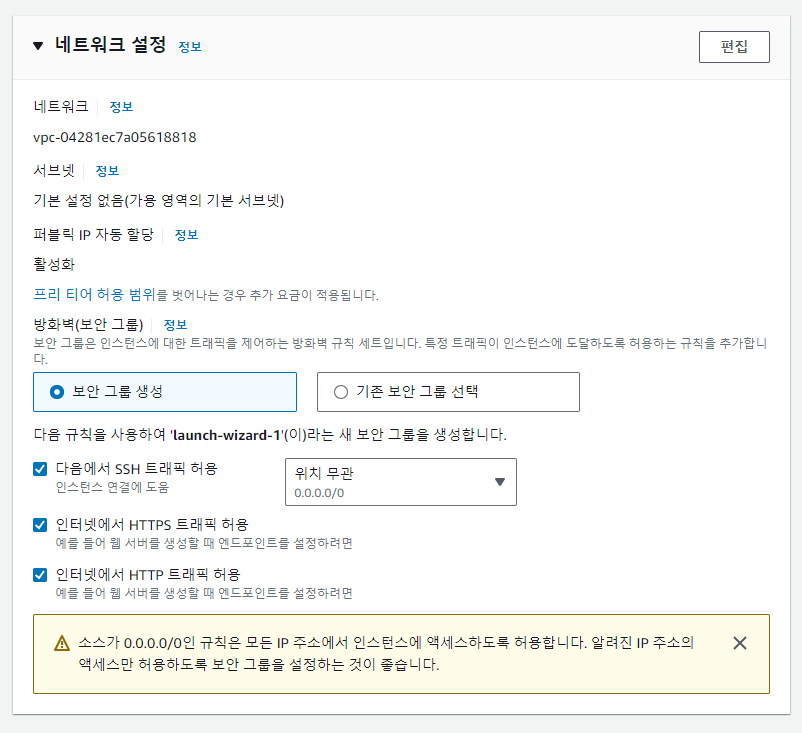 네트워크 설정 정보
편집
네트워크 정보
vpc-04281ec7a05618818
서브넷 정보
기본 설정 없음(가용 영역의 기본 서브넷)
퍼블릭 IP 자동 할당 정보
활성화
프리 티어 허용 범위를 벗어나는 경우 추가 요금이 적용됩니다.
방화벽(보안 그룹) 정보
보안 그룹은 인스턴스에 대한 트래픽을 제어하는 방화벽 규칙 세트입니다. 특정 트래픽이 인스턴스에 도달하도록 허용하는 규칙을 추가합니
다.
보안 그룹 생성
기존 보안 그룹 선택
다음 규칙을 사용하여 'launch-wizard-1'(이)라는 새 보안 그룹을 생성합니다.
다음에서 SSH 트래픽 허용
인스턴스 연결에 도움
위치 무관
0.0.0.0/0
인터넷에서 HTTPS 트래픽 허용
예를 들어 웹 서버를 생성할 때 엔드포인트를 설정하려면
인터넷에서 HTTP 트래픽 허용
예를 들어 웹 서버를 생성할 때 엔드포인트를 설정하려면
소스가 0.0.0.0/0인 규칙은 모든 IP 주소에서 인스턴스에 액세스하도록 허용합니다. 알려진 IP 주소의
액세스만 허용하도록 보안 그룹을 설정하는 것이 좋습니다.